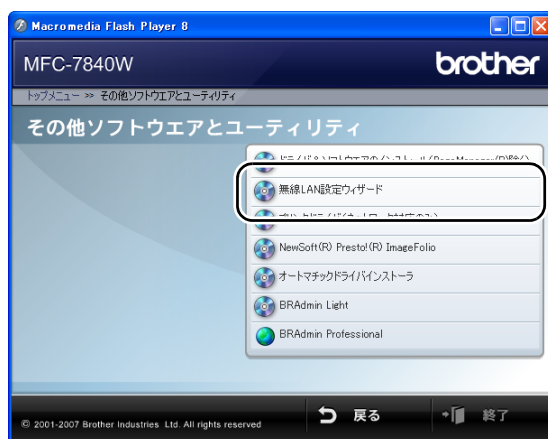 Macromedia Flash Player 8
MFC-7840W
brother
トップメニュー >> その他ソフトウエアとユーティリティ
その他ソフトウエアとユーティリティ
無線LAN設定ウィザード
NewSoft(R) Presto!(R) ImageFolio
オートマチックドライバインストーラ
BRAdmin Light
BRAdmin Professional
© 2001-2007 Brother Industries Ltd. All rights reserved
戻る
終了